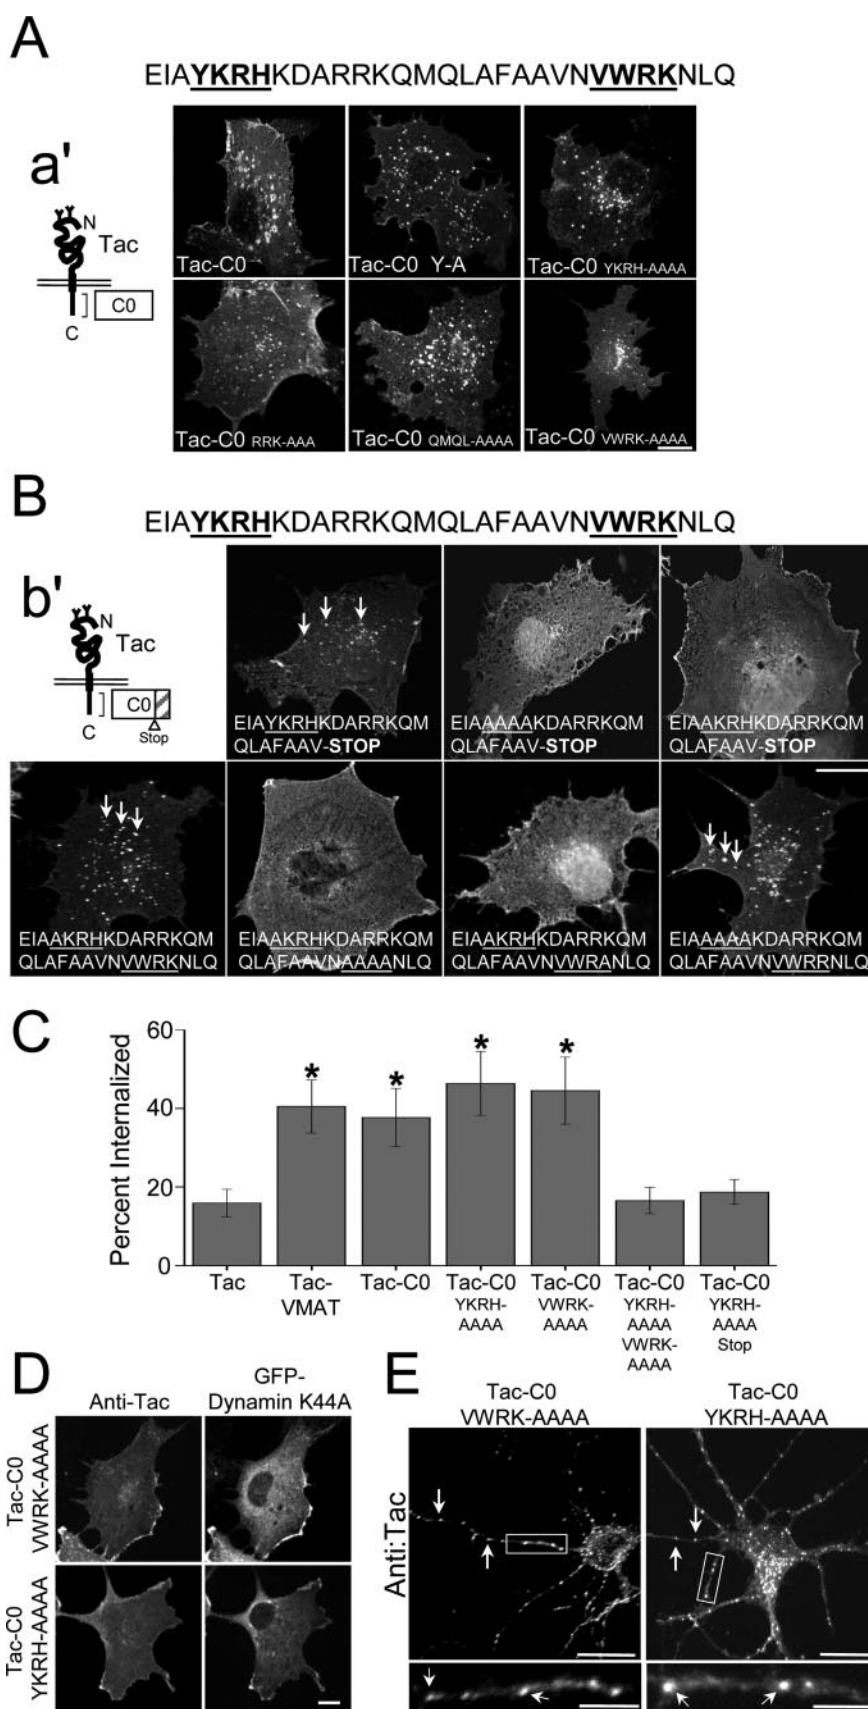 A
EIAYKRHKDARRKQMQLAFAAVNVWRKNLQ
a'
N
Tac
C0
C
Tac-C0
Tac-C0 Y-A
Tac-C0 YKRH-AAAA
Tac-C0 RRK-AAA
Tac-C0 QMQL-AAAA
Tac-C0 VWRK-AAAA
B
EIAYKRHKDARRKQMQLAFAAVNVWRKNLQ
b'
N
Tac
C0
C
Stop
EIAYKRHKDARRKQM
QLAFAAV-STOP
EIAAAAAKDARRKQM
QLAFAAV-STOP
EIAAKRHKDARRKQM
QLAFAAV-STOP
EIAAKRHKDARRKQM
QLAFAAVNVWRKNLQ
EIAAKRHKDARRKQM
QLAFAAVNAAAANLQ
EIAAKRHKDARRKQM
QLAFAAVNVWRANLQ
EIAAAAAKDARRKQM
QLAFAAVNVWRRNLQ
C
Percent Internalized
60
40
20
0
*
*
*
*
Tac
Tac-
VMAT
Tac-C0
Tac-C0
YKRH-
AAAA
Tac-C0
VWRK-
AAAA
Tac-C0
YKRH-
AAAA
VWRK-
AAAA
Tac-C0
YKRH-
AAAA
Stop
D
Anti-Tac
GFP-
Dynamin K44A
Tac-C0
VWRK-AAAA
Tac-C0
YKRH-AAAA
E
Tac-C0
VWRK-AAAA
Tac-C0
YKRH-AAAA
Anti:Tac